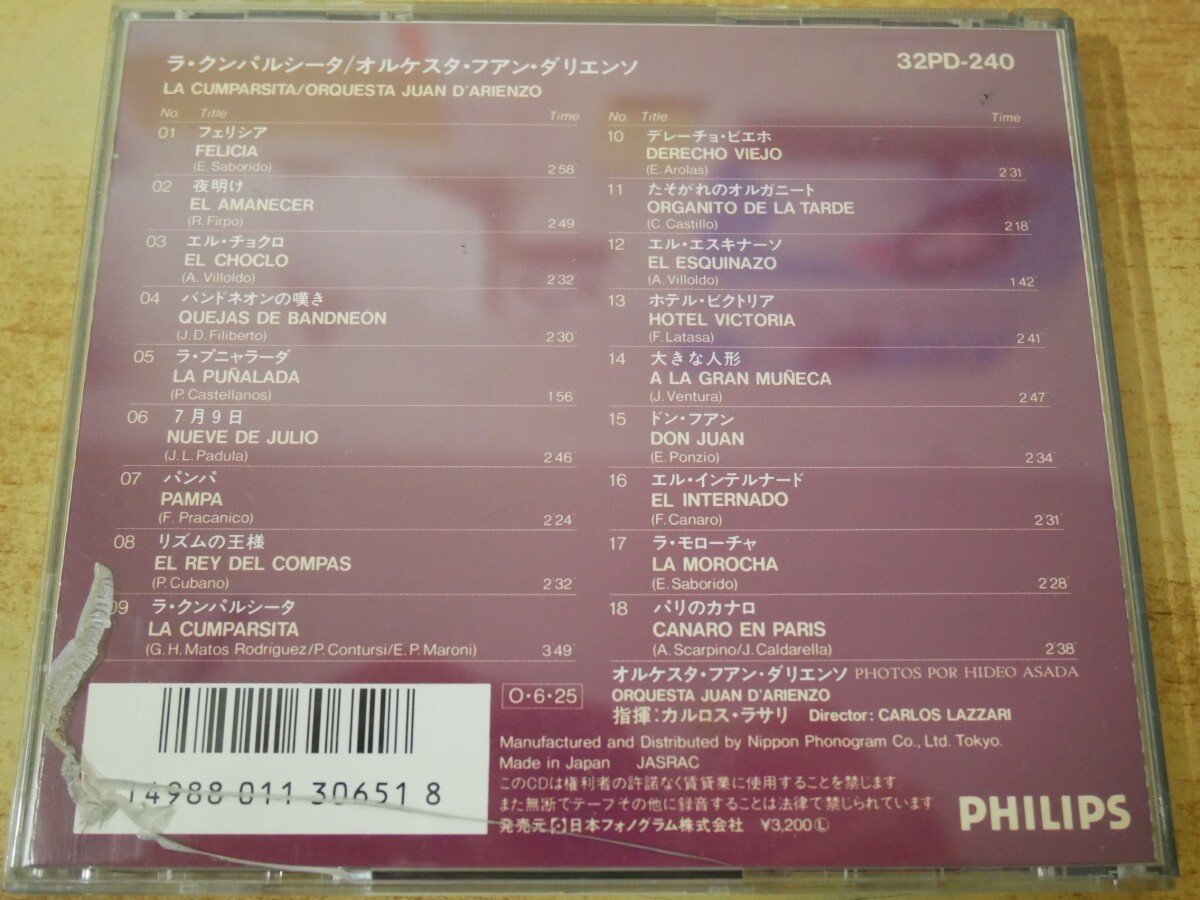 ラ・クンパルシータ/オルケスタ・フアン・ダリエンソ
32PD-240
LA CUMPARSITA/ORQUESTA JUAN D'ARIENZO
No. Title Time
01 フェリシア
FELICIA
(E. Saborido) 2'58"
02 夜明け
EL AMANECER
(R. Firpo) 2'49"
03 エル・チョクロ
EL CHOCLO
(A. Villoldo) 2'32"
04 バンドネオンの嘆き
QUEJAS DE BANDNEÓN
(J.D. Filiberto) 2'30"
05 ラ・プニャラーダ
LA PUÑALADA
(P. Castellanos) 1'56"
06 7月9日
NUEVE DE JULIO
(J.L. Padula) 2'46"
07 パンパ
PAMPA
(F. Pracanico) 2'24"
08 リズムの王様
EL REY DEL COMPAS
(P. Cubano) 2'32"
09 ラ・クンパルシータ
LA CUMPARSITA
(G.H. Matos Rodríguez/P. Contursi/E.P. Maroni) 3'49"
No. Title Time
10 デレーチョ・ビエホ
DERECHO VIEJO
(E. Arolas) 2'31"
11 たそがれのオルガニート
ORGANITO DE LA TARDE
(C. Castillo) 2'18"
12 エル・エスキナーソ
EL ESQUINAZO
(A. Villoldo) 1'42"
13 ホテル・ビクトリア
HOTEL VICTORIA
(F. Latasa) 2'41"
14 大きな人形
A LA GRAN MUÑECA
(J. Ventura) 2'47"
15 ドン・フアン
DON JUAN
(E. Ponzio) 2'34"
16 エル・インテルナード
EL INTERNADO
(F. Canaro) 2'31"
17 ラ・モローチャ
LA MOROCHA
(E. Saborido) 2'28"
18 パリのカナロ
CANARO EN PARIS
(A. Scarpino/J. Caldarella) 2'38"
オルケスタ・フアン・ダリエンソ PHOTOS POR HIDEO ASADA
ORQUESTA JUAN D'ARIENZO
指揮:カルロス・ラサリ Director: CARLOS LAZZARI
O・6・25
Manufactured and Distributed by Nippon Phonogram Co., Ltd. Tokyo.
Made in Japan JASRAC
このCDは権利者の許諾なく賃貸業に使用することを禁じます
また無断でテープその他に録音することは法律で禁じられています
発売元 日本フォノグラム株式会社 ¥3,200Ⓛ
PHILIPS
4988 011 30651 8